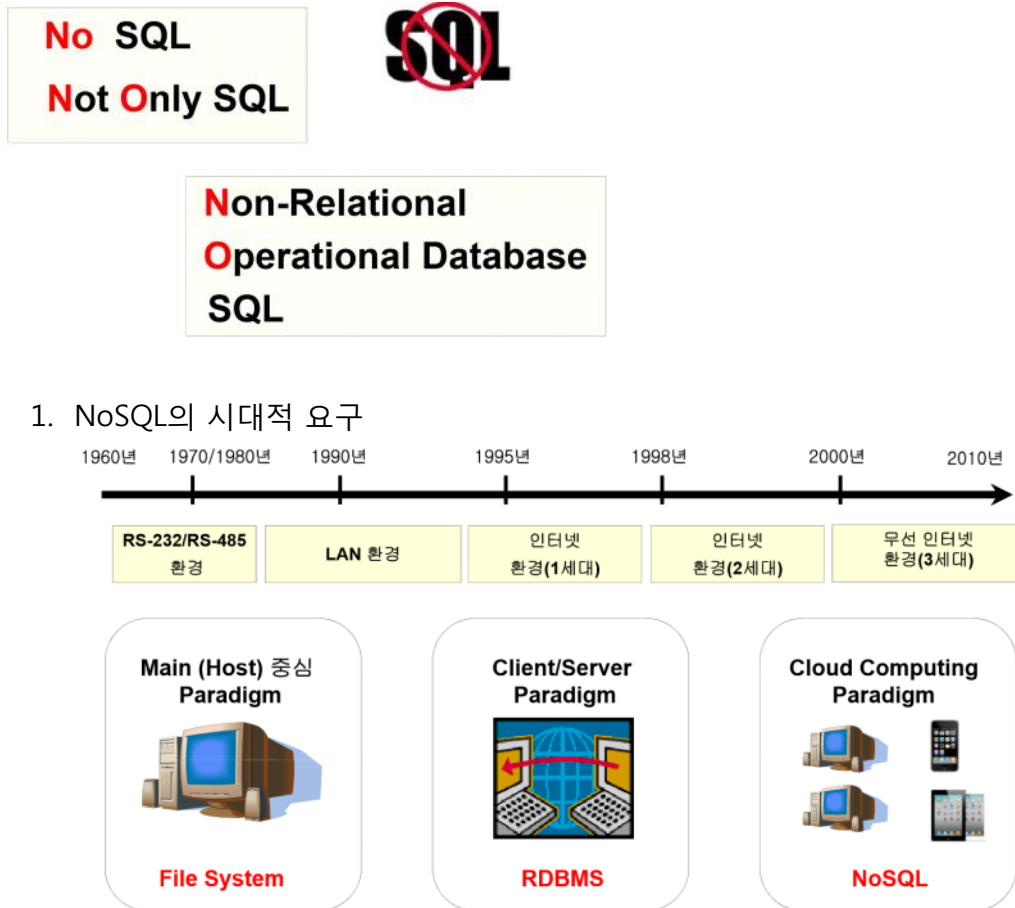 No SQL
Not Only SQL
SQL
Non-Relational
Operational Database
SQL
1. NoSQL의 시대적 요구
1960년 1970/1980년 1990년 1995년 1998년 2000년 2010년
RS-232/RS-485
환경
LAN 환경
인터넷
환경(1세대)
인터넷
환경(2세대)
무선 인터넷
환경(3세대)
Main (Host) 중심
Paradigm
File System
Client/Server
Paradigm
RDBMS
Cloud Computing
Paradigm
NoSQL